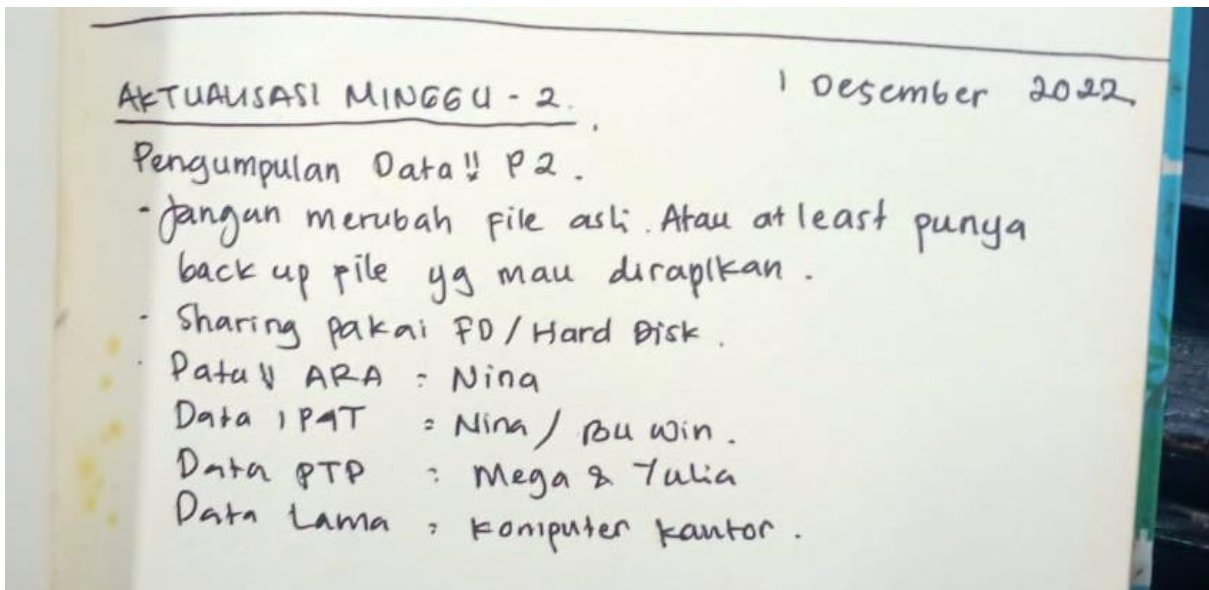 AKTUALISASI MINGGU - 2.
1 Desember 2022.
Pengumpulan Data!! P2.
- Jangan merubah file asli. Atau at least punya
back up file yg mau dirapikan.
- Sharing pakai FD / Hard Disk.
- Data!! ARA = Nina
Data IPAT = Nina / Bu Win.
Data PTP : Mega & Yulia
Data Lama : Komputer kantor.